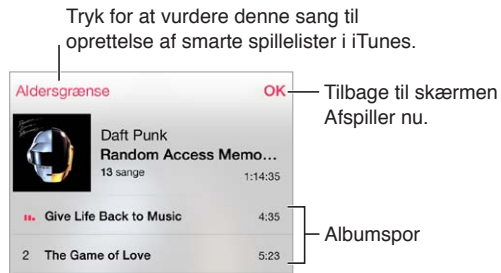 Tryk for at vurdere denne sang til
oprettelse af smarte spillelister i iTunes.
Aldersgrænse
OK
Tilbage til skærmen
Afspiller nu.
Daft Punk
Random Access Memo...
13 sange
1:14:35
Give Life Back to Music 4:35
Albumspor
2 The Game of Love 5:23